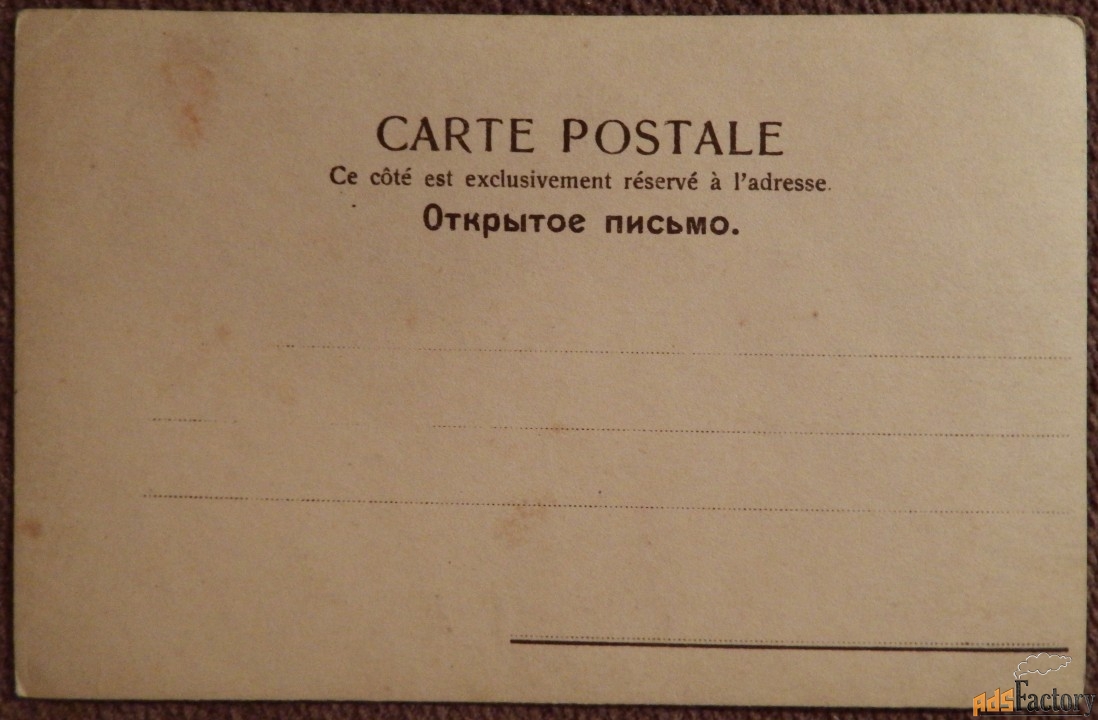 CARTE POSTALE
Ce côté est exclusivement réservé à l'adresse.
Открытое письмо.
AdsFactory